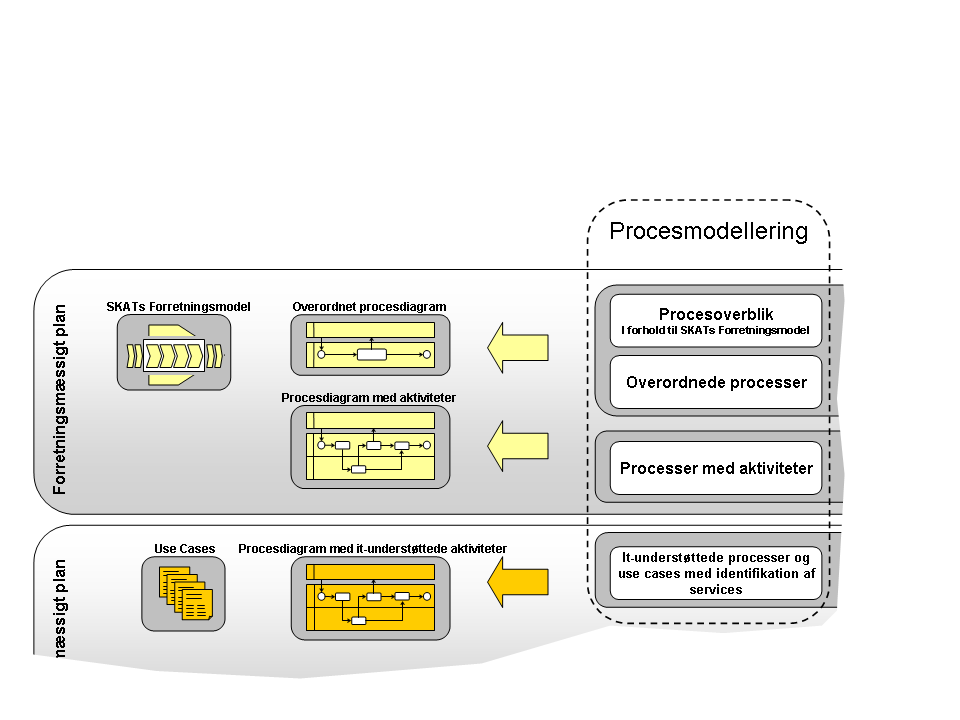 Procesmodellering
Forretningsmæssigt plan
SKATs Forretningsmodel
Overordnet procesdiagram
Procesoverblik
I forhold til SKATs Forretningsmodel
Overordnede processer
Procesdiagram med aktiviteter
Processer med aktiviteter
mæssigt plan
Use Cases
Procesdiagram med it-understøttede aktiviteter
It-understøttede processer og
use cases med identifikation af
services